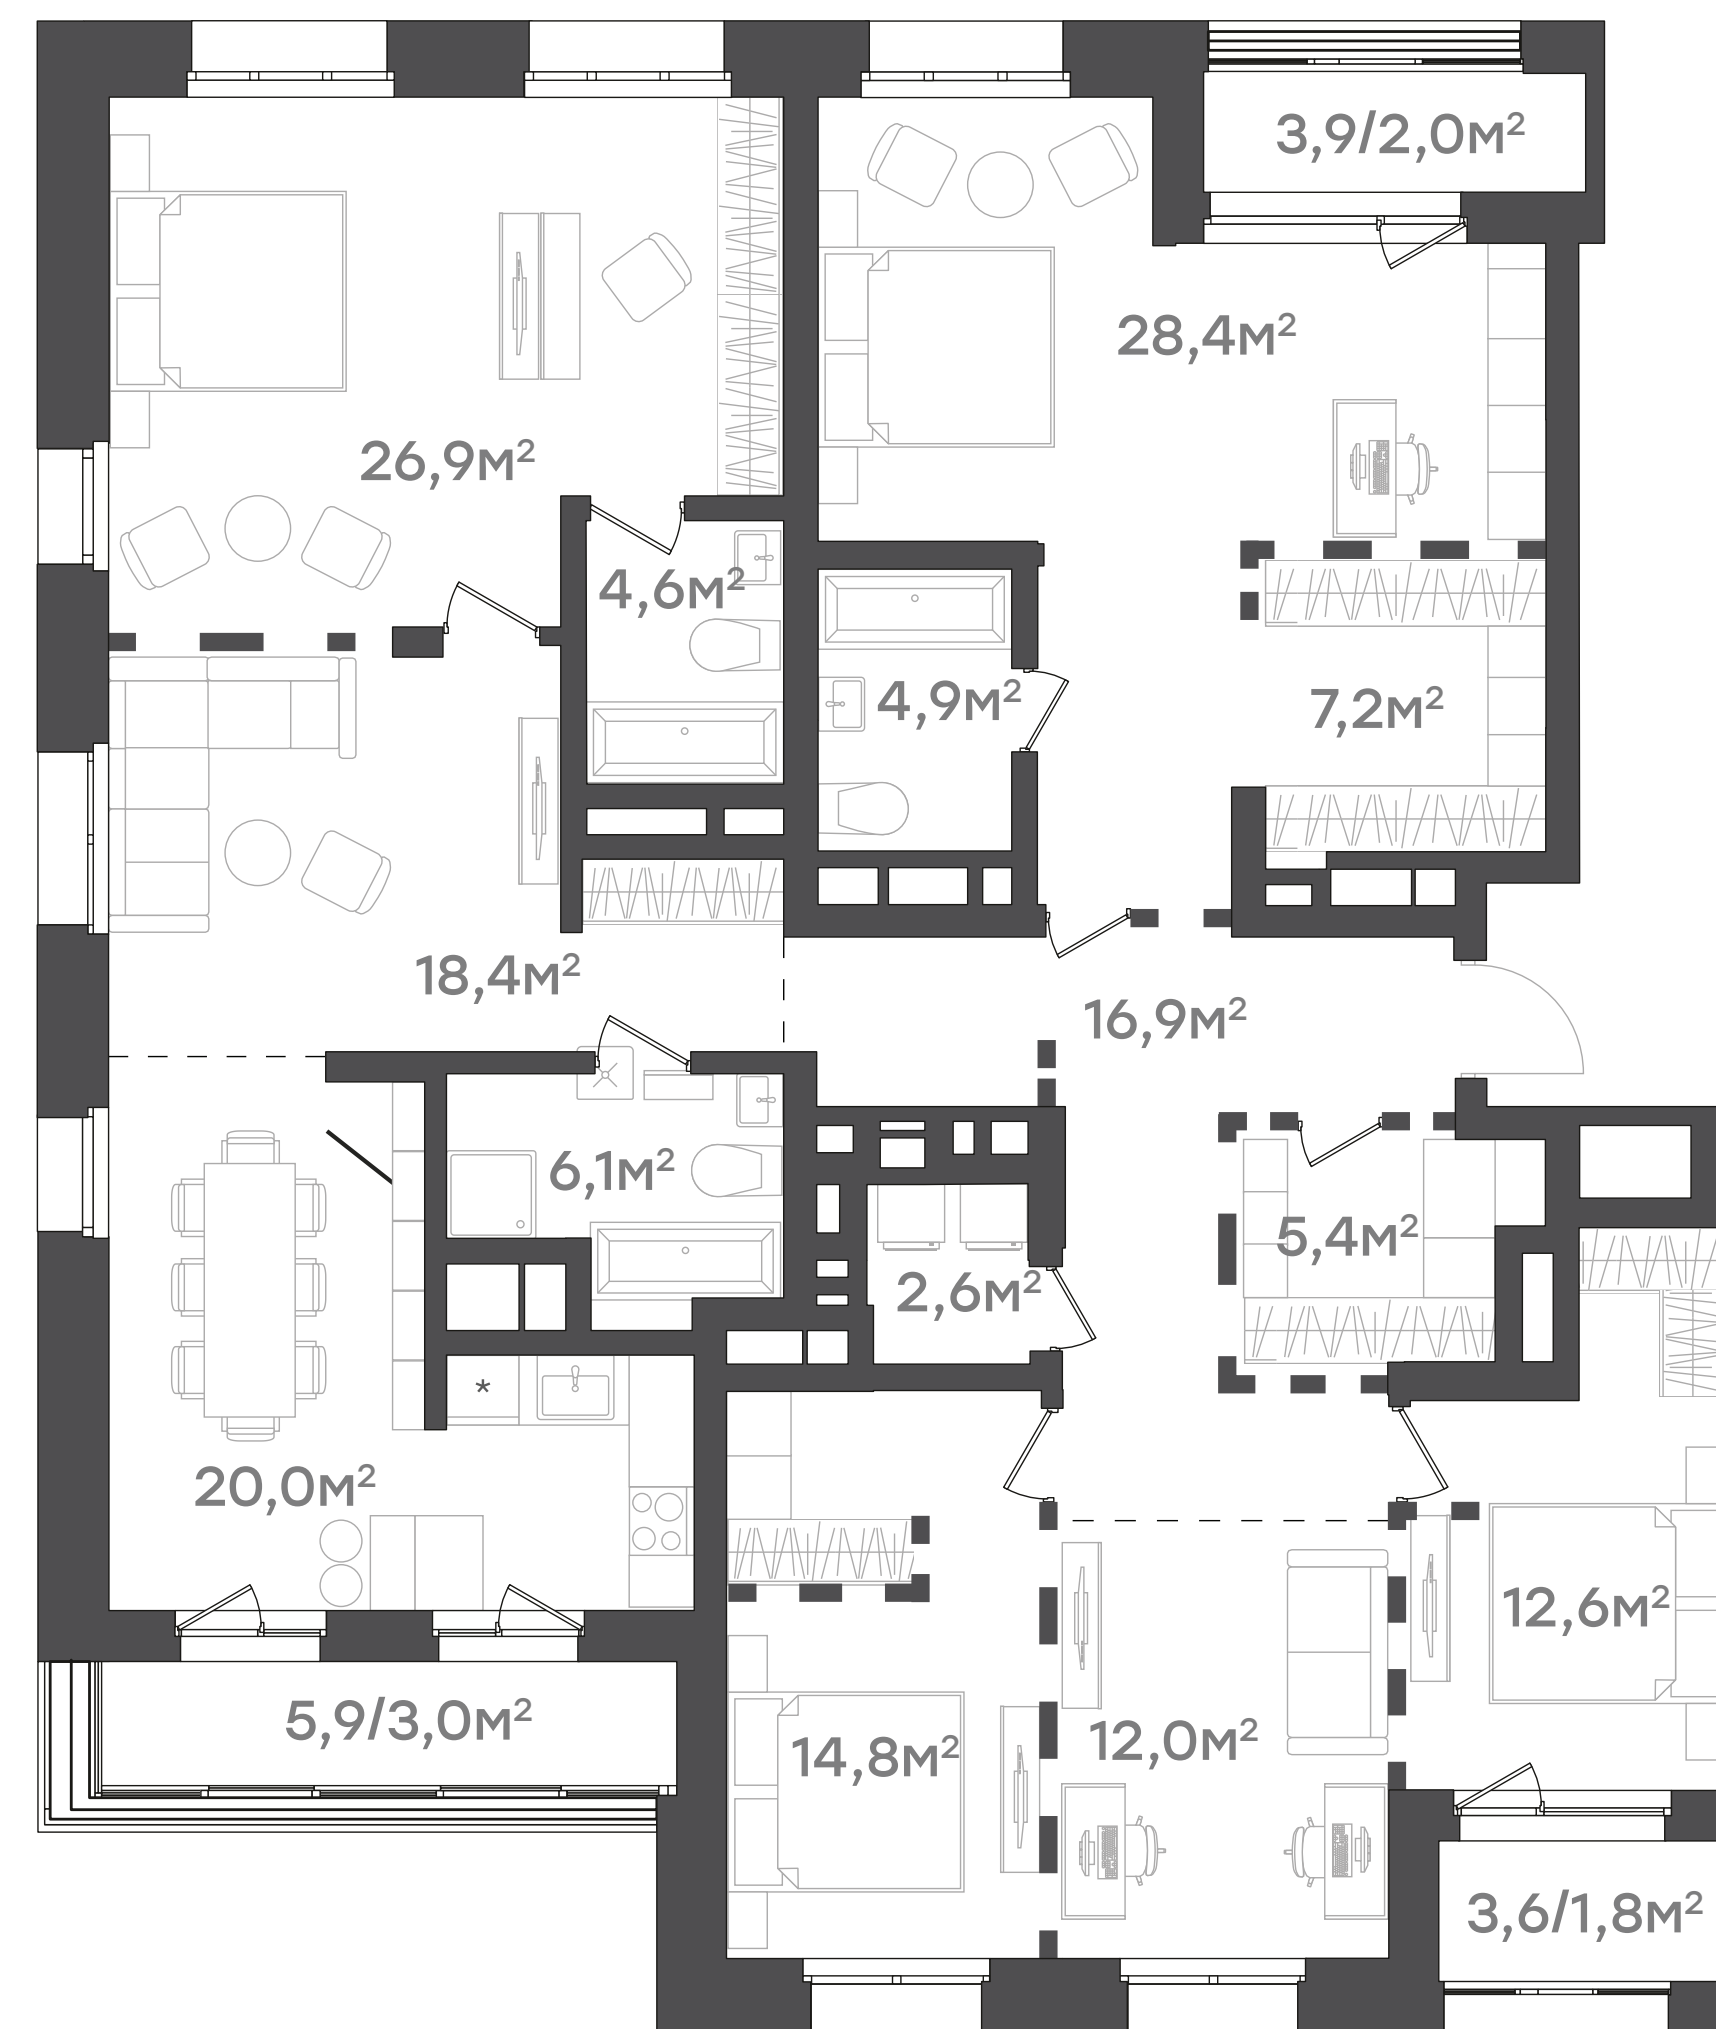 3,9/2,0м²
28,4м²
26,9м²
4,6м²
4,9м²
7,2м²
18,4м²
16,9м²
6,1м²
5,4м²
2,6м²
*
20,0м²
12,6м²
5,9/3,0м²
14,8м²
12,0м²
3,6/1,8м²